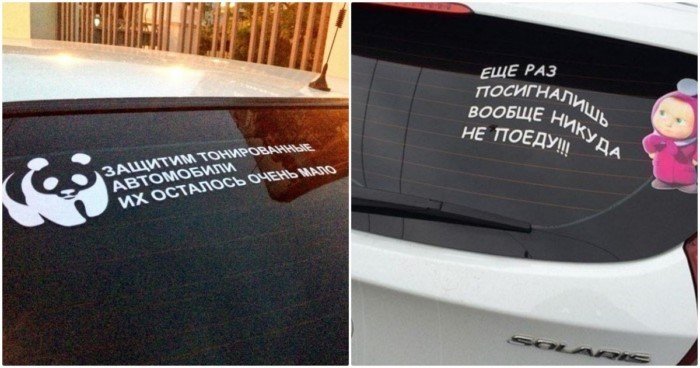 ЗАЩИТИМ ТОНИРОВАННЫЕ
АВТОМОБИЛИ
ИХ ОСТАЛОСЬ ОЧЕНЬ МАЛО
ЕЩЕ РАЗ
ПОСИГНАЛИШЬ
ВООБЩЕ НИКУДА
НЕ ПОЕДУ!!!
SOLARIS